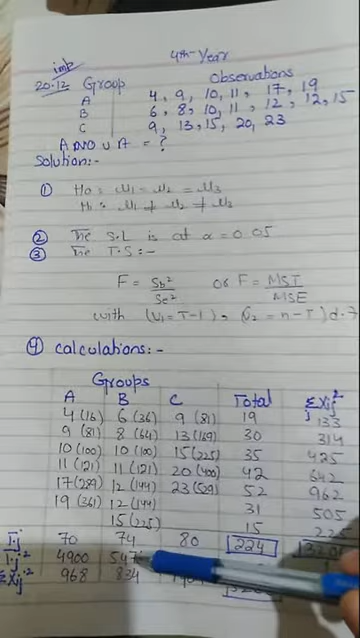 4th-Year
imp
20.12 Group Observations
A 4, 9, 10, 11, 17, 19
B 6, 8, 10, 11, 12, 12, 15
C 9, 13, 15, 20, 23
ANOVA = ?
Solution:-
① H₀: μ₁ = μ₂ = μ₃
H₁: μ₁ ≠ μ₂ ≠ μ₃
② The S.L is at α = 0.05
③ The T.S:-
F = Sb²/Se² or F = MST/MSE
with (v₁ = T-1), (v₂ = n-T) d.f
④ Calculations:-
Groups
A B C Total ΣXij²
4 (16) 6 (36) 9 (81) 19 133
9 (81) 8 (64) 13 (169) 30 314
10 (100) 10 (100) 15 (225) 35 425
11 (121) 11 (121) 20 (400) 42 642
17 (289) 12 (144) 23 (529) 52 962
19 (361) 12 (144) 31 505
15 (225) 15 225
T.j 70 74 80 224
T.j² 4900
ΣXij² 968 834